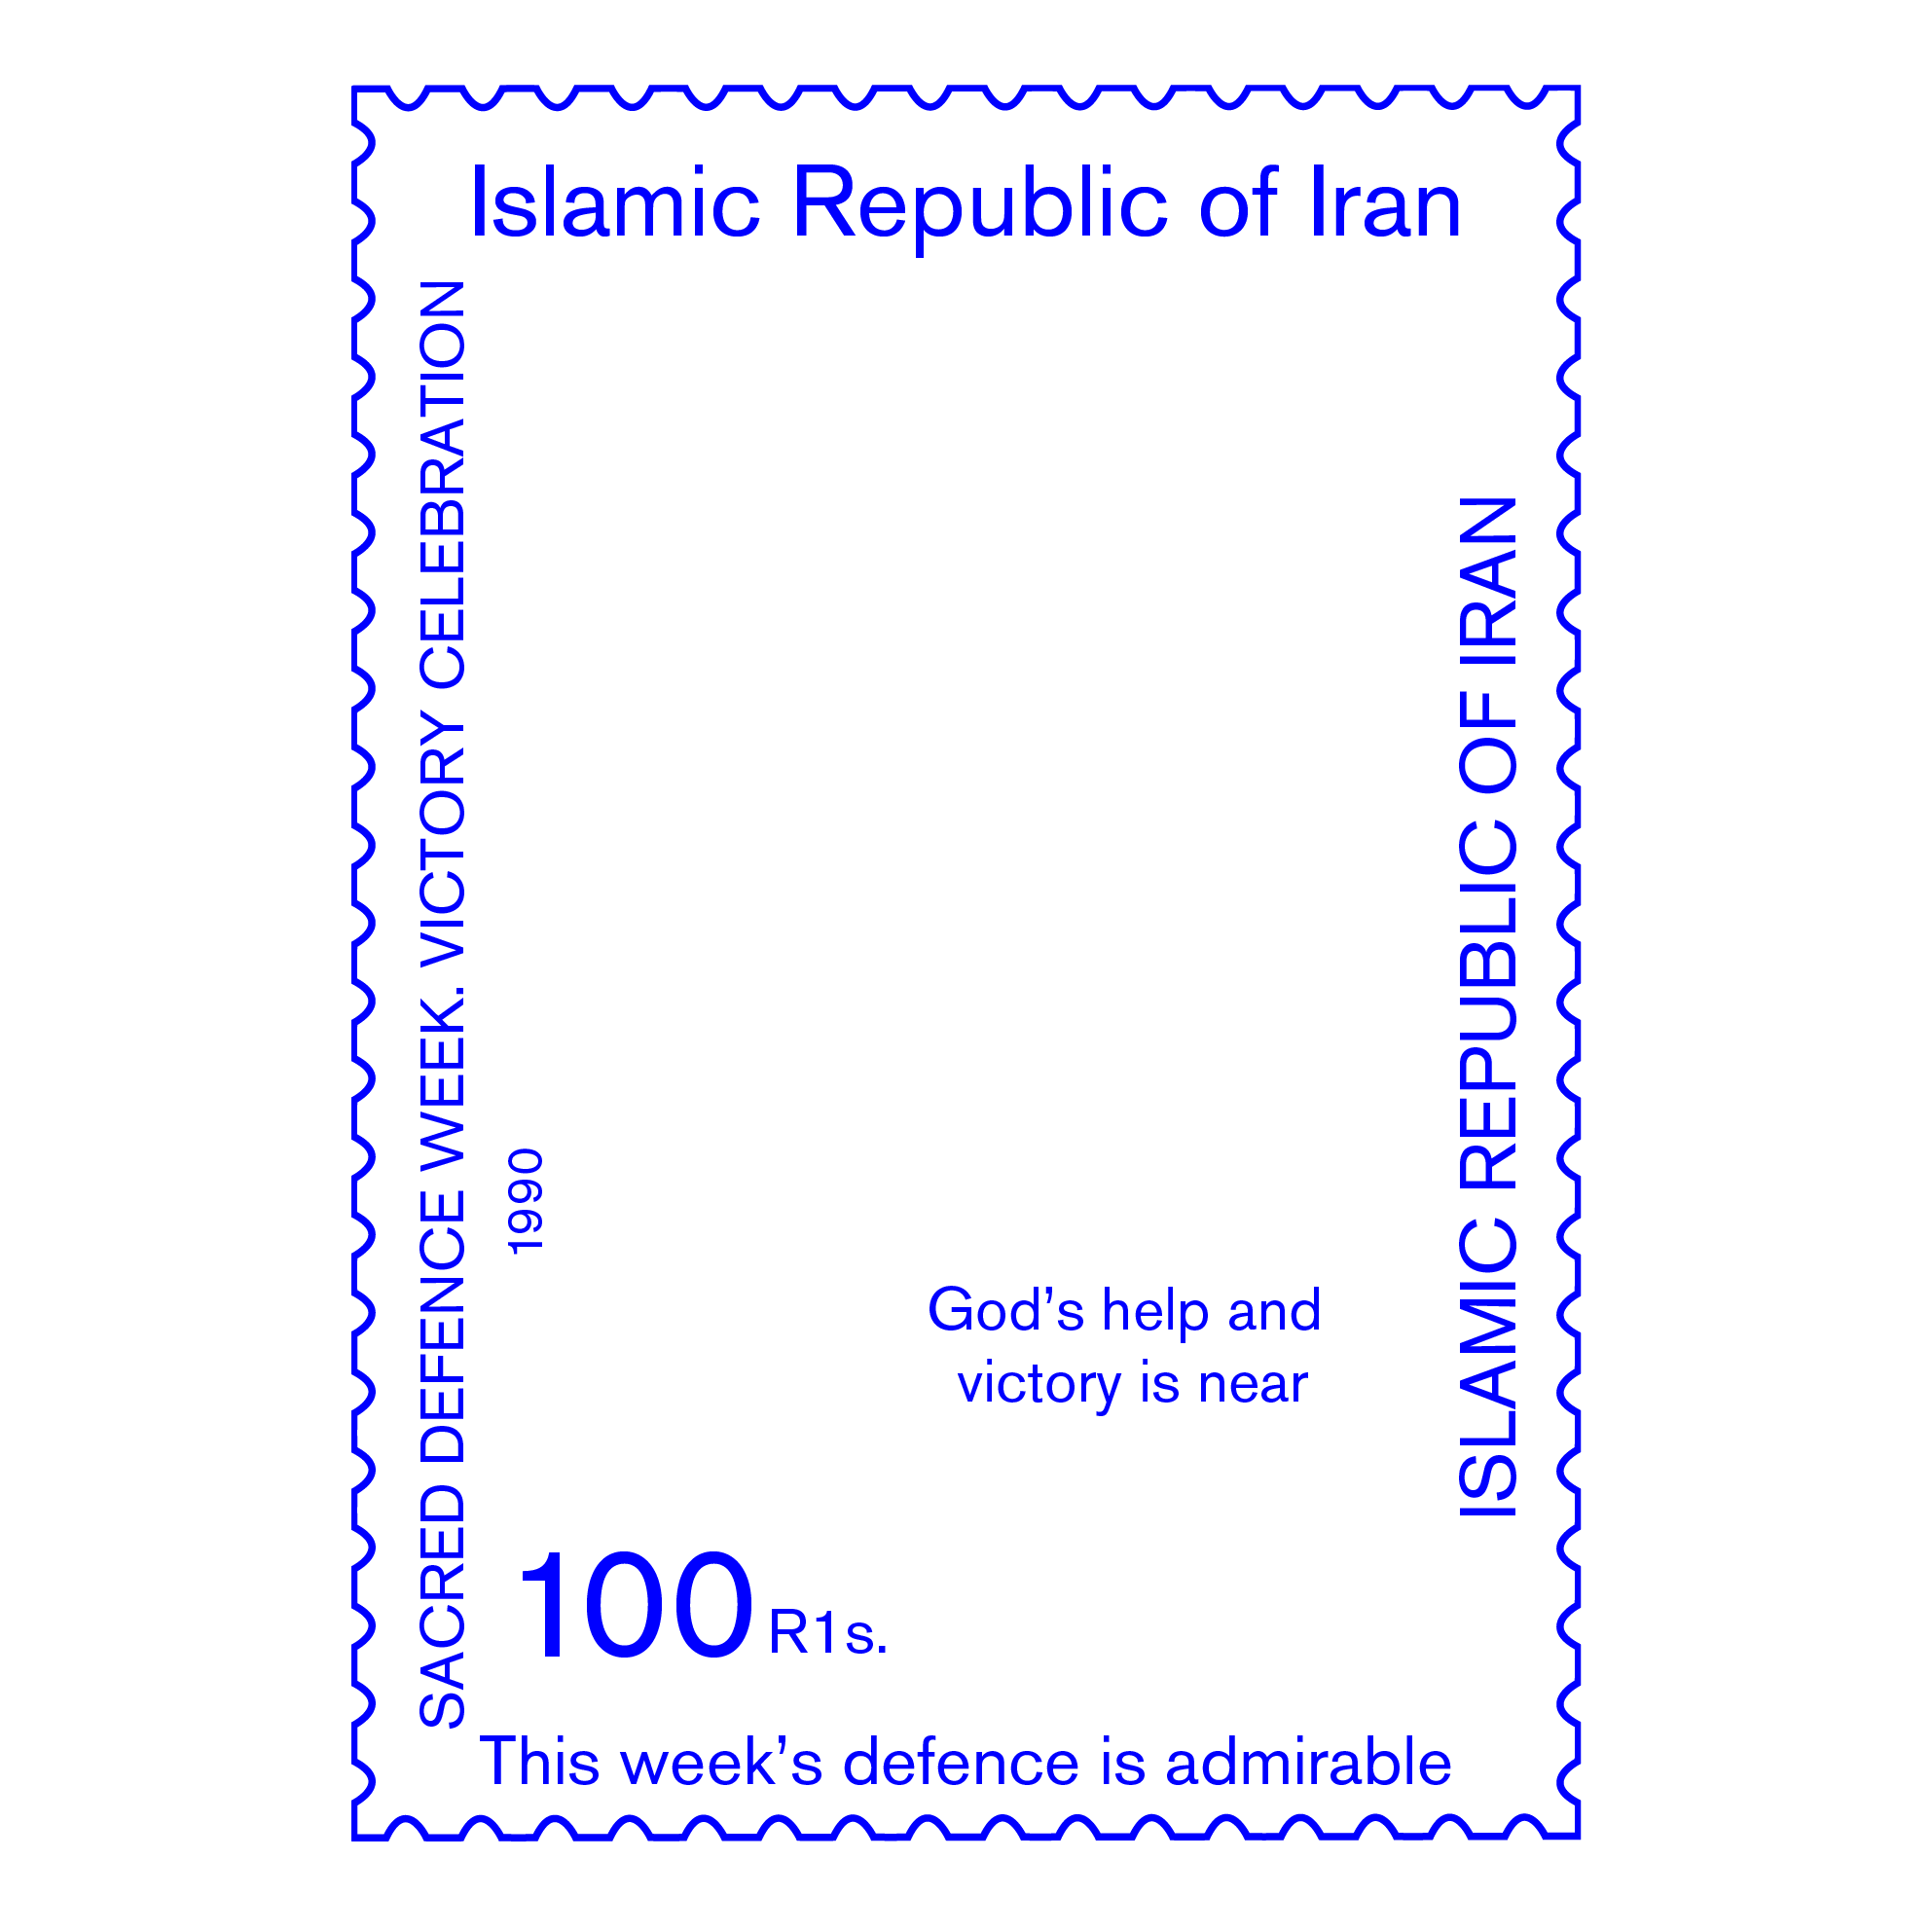 Islamic Republic of Iran
SACRED DEFENCE WEEK. VICTORY CELEBRATION
1990
ISLAMIC REPUBLIC OF IRAN
God’s help and
victory is near
100 R1s.
This week’s defence is admirable